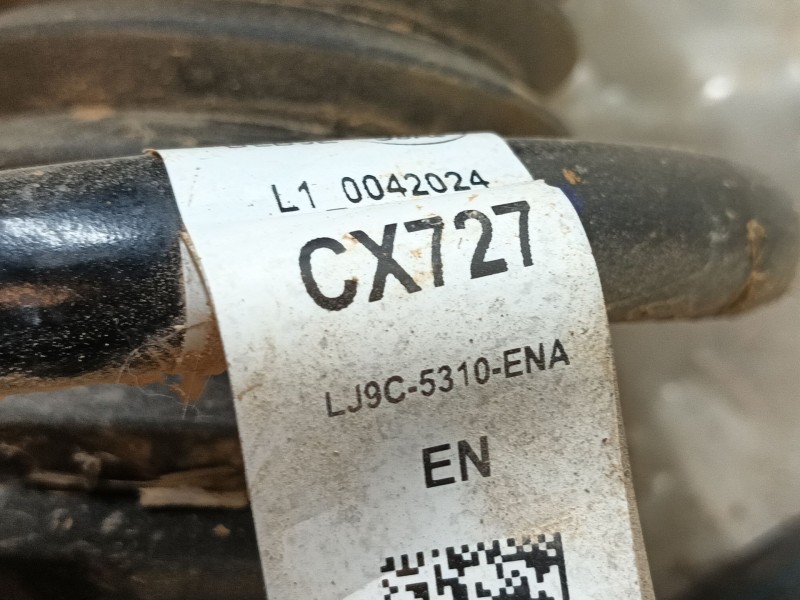 L1_0042024
CX727
LJ9C-5310-ENA
EN